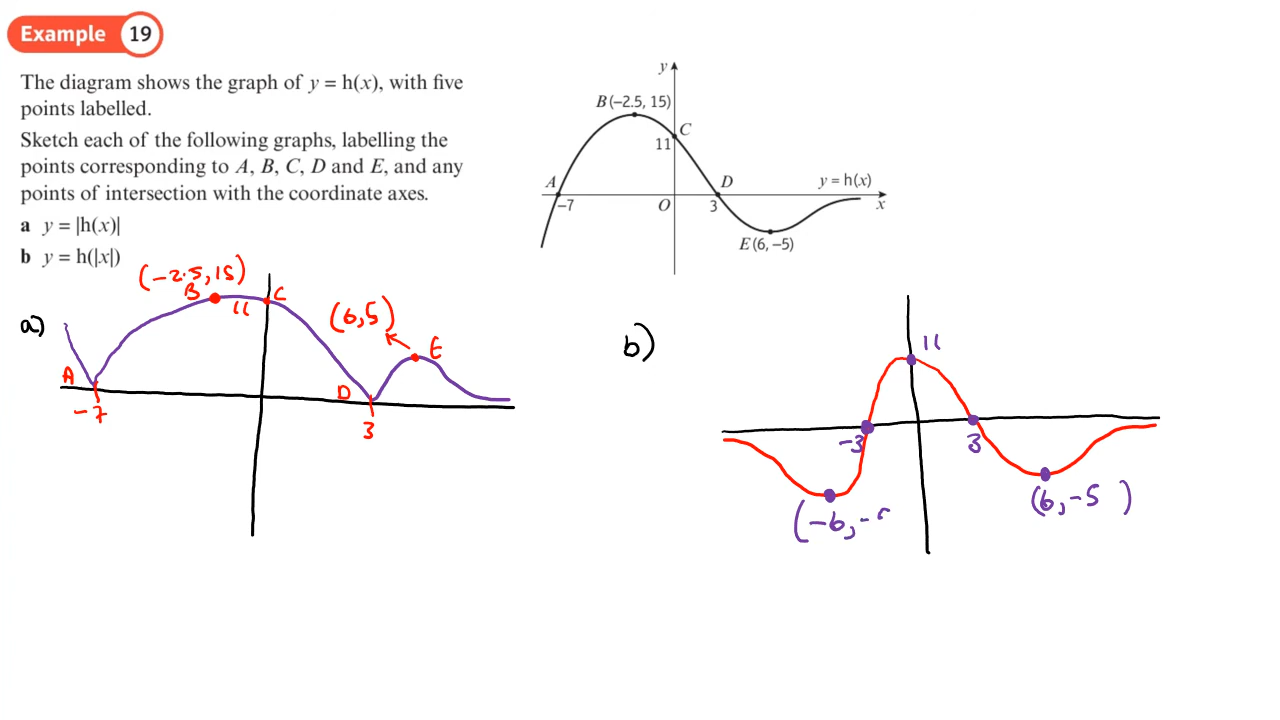 Example 19
The diagram shows the graph of y = h(x), with five
points labelled.
Sketch each of the following graphs, labelling the
points corresponding to A, B, C, D and E, and any
points of intersection with the coordinate axes.
a y = |h(x)|
b y = h(|x|)
y
B(−2.5, 15)
C
11
A
D
y = h(x)
−7
O
3
x
E(6, −5)
a)
(-2.5, 15)
B
11
C
(6,5)
E
A
D
-7
3
b)
11
-3
3
(-6, -
(6, -5 )